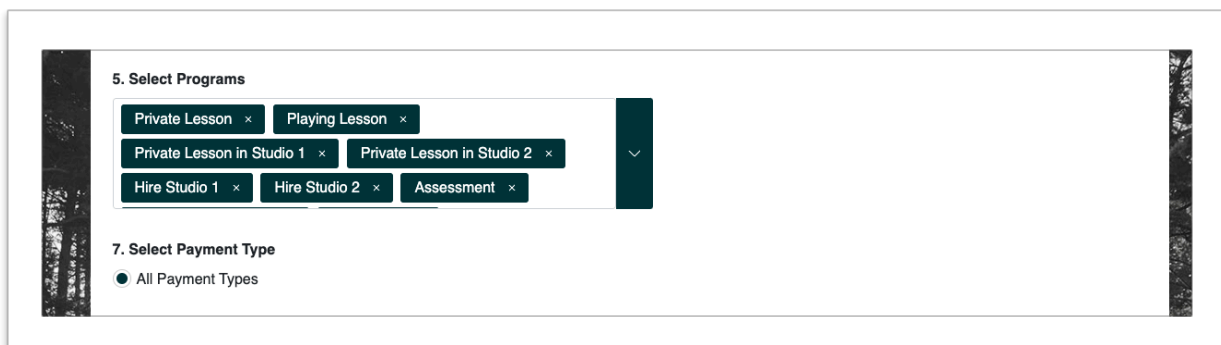 5. Select Programs
Private Lesson × Playing Lesson ×
Private Lesson in Studio 1 × Private Lesson in Studio 2 ×
Hire Studio 1 × Hire Studio 2 × Assessment ×
7. Select Payment Type
All Payment Types